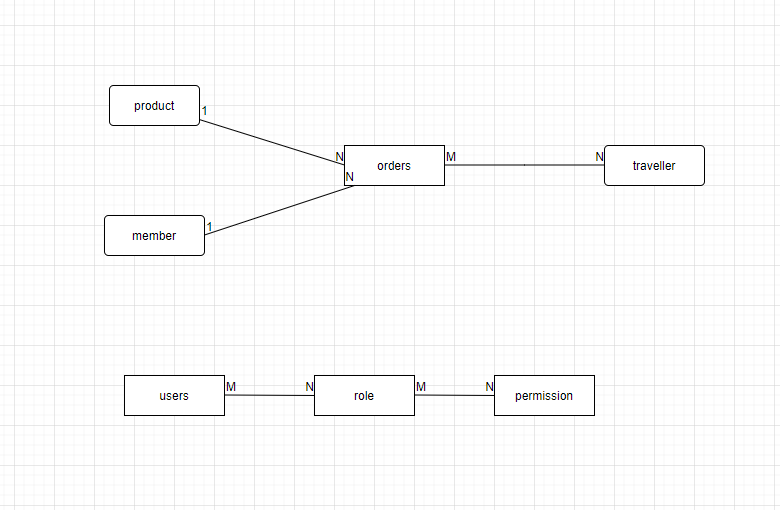 product
1
N
orders
M
N
traveller
N
member
1
users
M
N
role
M
N
permission